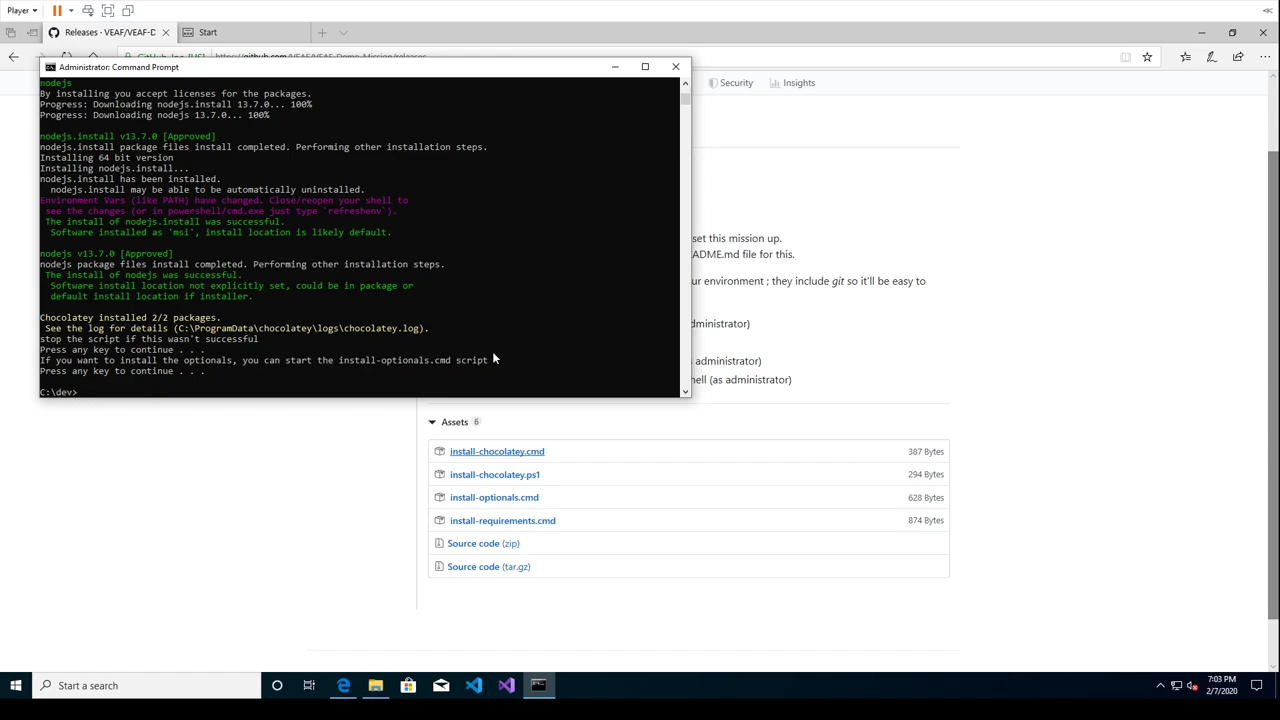 Player
Releases · VEAF/VEAF-D
Start
GitHub, Inc. [US]
https://github.com/VEAF/VEAF-Demo-Mission/releases
Administrator: Command Prompt
nodejs
By installing you accept licenses for the packages.
Progress: Downloading nodejs.install 13.7.0... 100%
Progress: Downloading nodejs 13.7.0... 100%
nodejs.install v13.7.0 [Approved]
nodejs.install package files install completed. Performing other installation steps.
Installing 64 bit version
Installing nodejs.install...
nodejs.install has been installed.
nodejs.install may be able to be automatically uninstalled.
Environment Vars (like PATH) have changed. Close/reopen your shell to
see the changes (or in powershell/cmd.exe just type `refreshenv`).
The install of nodejs.install was successful.
Software installed as 'msi', install location is likely default.
nodejs v13.7.0 [Approved]
nodejs package files install completed. Performing other installation steps.
The install of nodejs was successful.
Software install location not explicitly set, could be in package or
default install location if installer.
Chocolatey installed 2/2 packages.
See the log for details (C:\ProgramData\chocolatey\logs\chocolatey.log).
stop the script if this wasn't successful
Press any key to continue . . .
If you want to install the optionals, you can start the install-optionals.cmd script
Press any key to continue . . .
C:\dev>
Security
Insights
set this mission up.
ADME.md file for this.
ur environment ; they include git so it'll be easy to
dministrator)
administrator)
hell (as administrator)
Assets 6
install-chocolatey.cmd 387 Bytes
install-chocolatey.ps1 294 Bytes
install-optionals.cmd 628 Bytes
install-requirements.cmd 874 Bytes
Source code (zip)
Source code (tar.gz)
Start a search
7:03 PM
2/7/2020